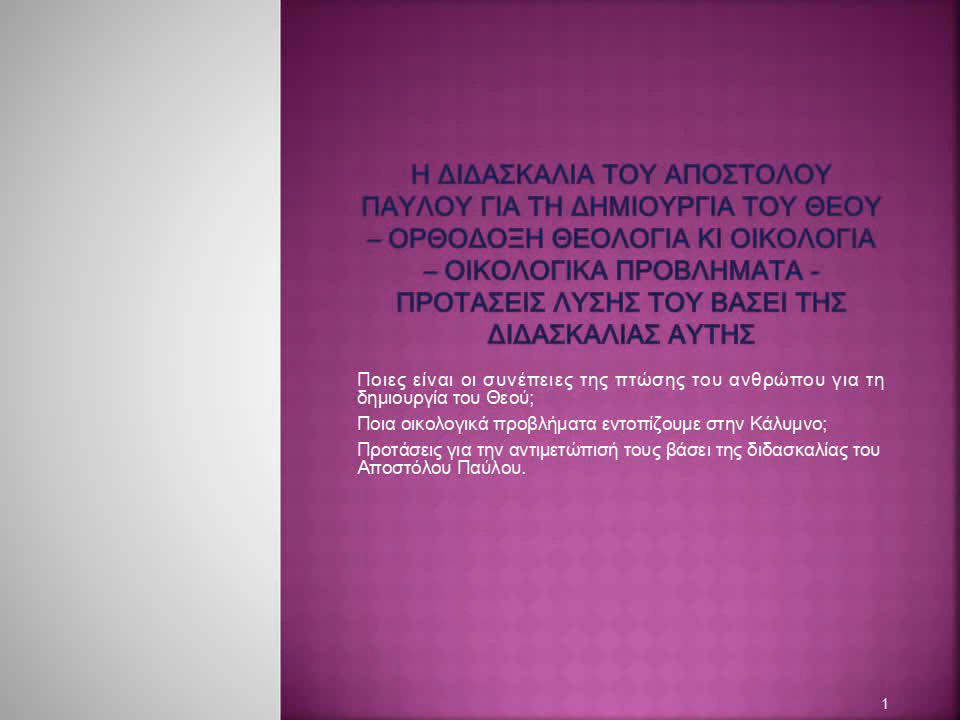 Η ΔΙΔΑΣΚΑΛΙΑ ΤΟΥ ΑΠΟΣΤΟΛΟΥ
ΠΑΥΛΟΥ ΓΙΑ ΤΗ ΔΗΜΙΟΥΡΓΙΑ ΤΟΥ ΘΕΟΥ
– ΟΡΘΟΔΟΞΗ ΘΕΟΛΟΓΙΑ ΚΙ ΟΙΚΟΛΟΓΙΑ
– ΟΙΚΟΛΟΓΙΚΑ ΠΡΟΒΛΗΜΑΤΑ -
ΠΡΟΤΑΣΕΙΣ ΛΥΣΗΣ ΤΟΥ ΒΑΣΕΙ ΤΗΣ
ΔΙΔΑΣΚΑΛΙΑΣ ΑΥΤΗΣ
Ποιες είναι οι συνέπειες της πτώσης του ανθρώπου για τη
δημιουργία του Θεού;
Ποια οικολογικά προβλήματα εντοπίζουμε στην Κάλυμνο;
Προτάσεις για την αντιμετώπισή τους βάσει της διδασκαλίας του
Αποστόλου Παύλου.
1